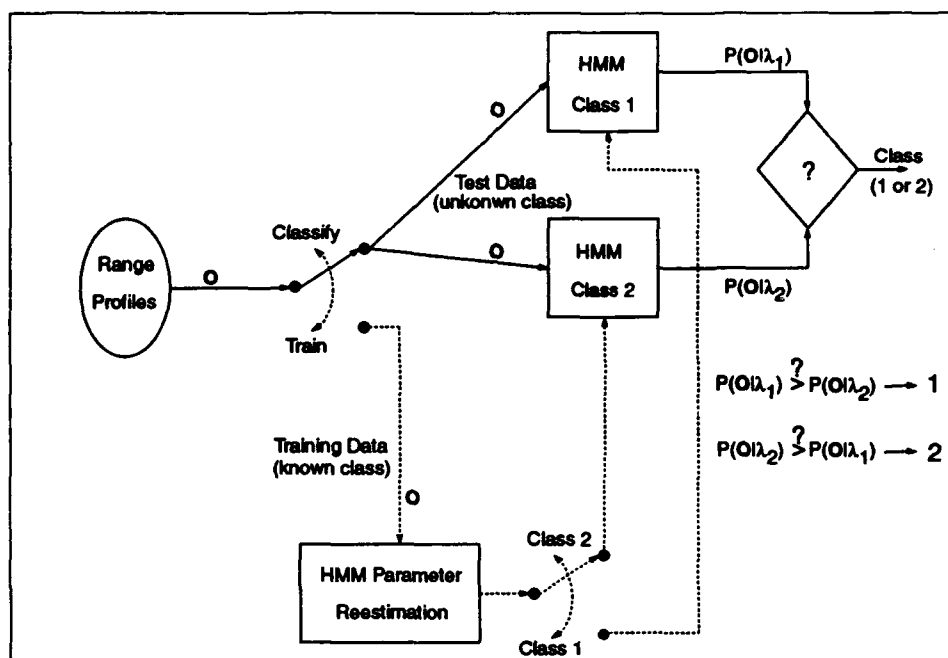 HMM
Class 1
P(O|λ1)
O
?
Class
(1 or 2)
Test Data
(unkonwn class)
Classify
Range
Profiles
O
O
HMM
Class 2
P(O|λ2)
Train
P(O|λ1) ?> P(O|λ2) → 1
P(O|λ2) ?> P(O|λ1) → 2
Training Data
(known class)
O
Class 2
HMM Parameter
Reestimation
Class 1